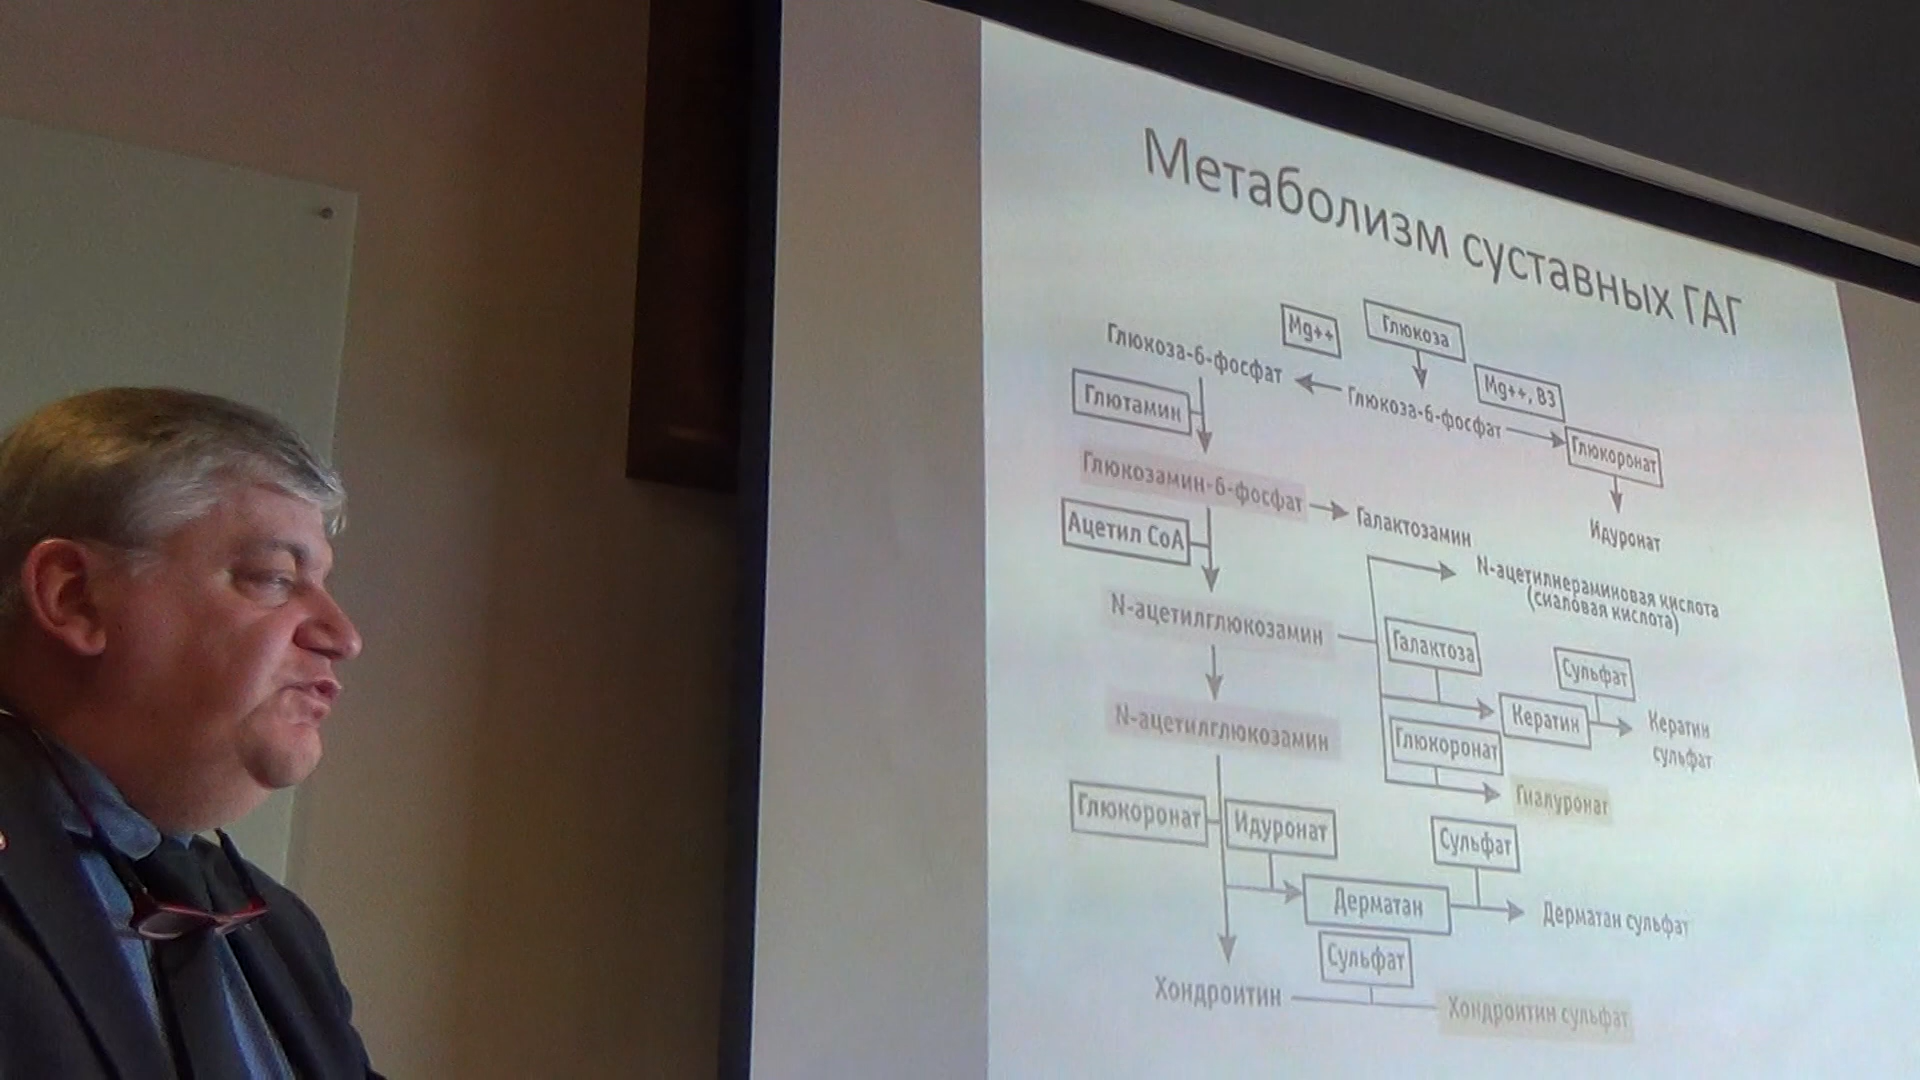 Метаболизм суставных ГАГ
Mg++
Глюкоза
Глюкоза-6-фосфат
Глюкоза-6-фосфат
Mg++, B3
Глютамин
Глюкоронат
Глюкозамин-6-фосфат
Галактозамин
Идуронат
Ацетил CoA
N-ацетилнераминовая кислота
(сиаловая кислота)
N-ацетилглюкозамин
Галактоза
Сульфат
Кератин
Кератин
сульфат
N-ацетилглюкозамин
Глюкоронат
Гиалуронат
Глюкоронат
Идуронат
Сульфат
Дерматан
Дерматан сульфат
Сульфат
Хондроитин
Хондроитин сульфат